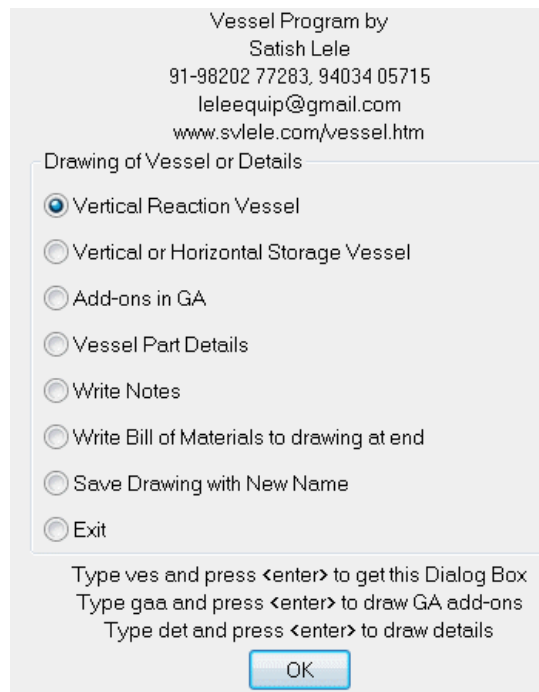 Vessel Program by
Satish Lele
91-98202 77283, 94034 05715
leleequip@gmail.com
www.svlele.com/vessel.htm
Drawing of Vessel or Details
Vertical Reaction Vessel
Vertical or Horizontal Storage Vessel
Add-ons in GA
Vessel Part Details
Write Notes
Write Bill of Materials to drawing at end
Save Drawing with New Name
Exit
Type ves and press <enter> to get this Dialog Box
Type gaa and press <enter> to draw GA add-ons
Type det and press <enter> to draw details
OK